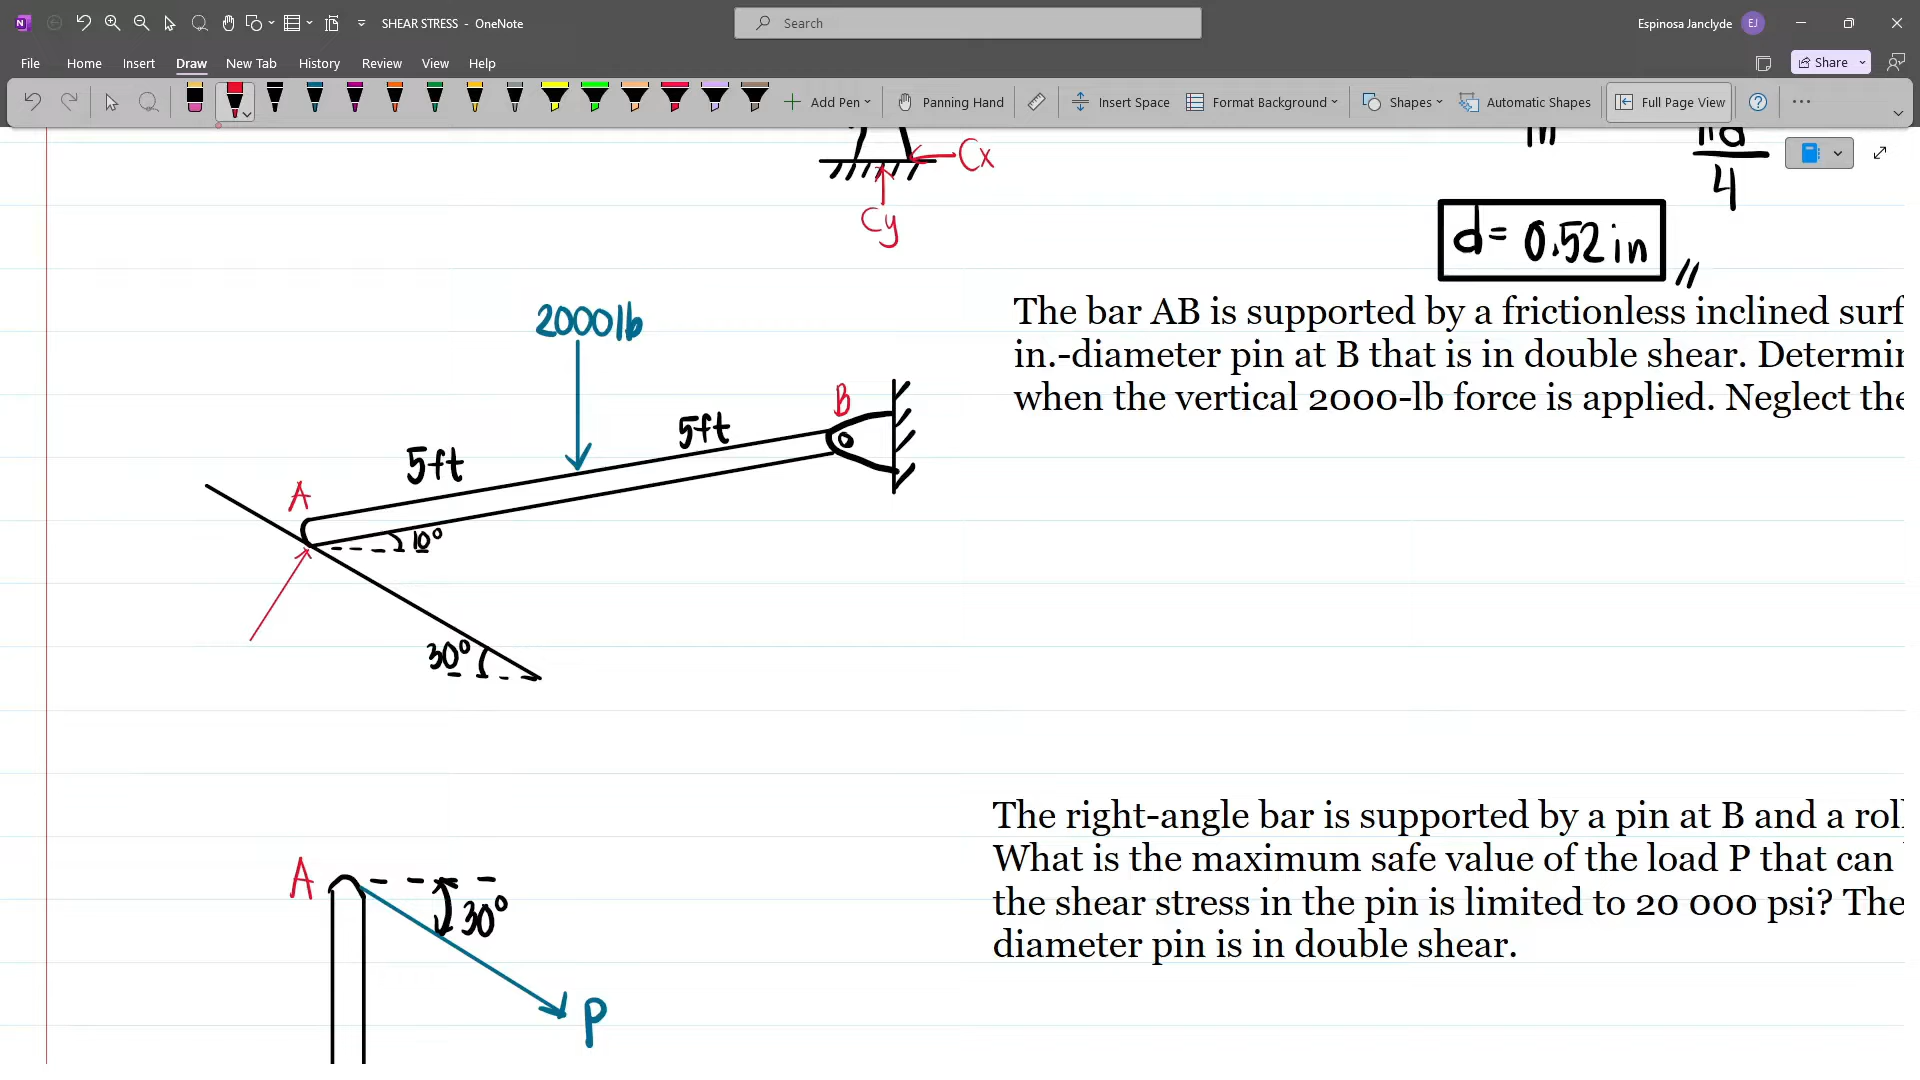 SHEAR STRESS - OneNote
Search
Espinosa Janclyde
EJ
File Home Insert Draw New Tab History Review View Help
Share
Add Pen
Panning Hand
Insert Space
Format Background
Shapes
Automatic Shapes
Full Page View
Cx
Cy
4
d = 0.52 in
2000lb
The bar AB is supported by a frictionless inclined surf
in.-diameter pin at B that is in double shear. Determin
when the vertical 2000-lb force is applied. Neglect the
B
5ft
5ft
A
10°
30°
The right-angle bar is supported by a pin at B and a roll
What is the maximum safe value of the load P that can
the shear stress in the pin is limited to 20 000 psi? The
diameter pin is in double shear.
A
30°
P